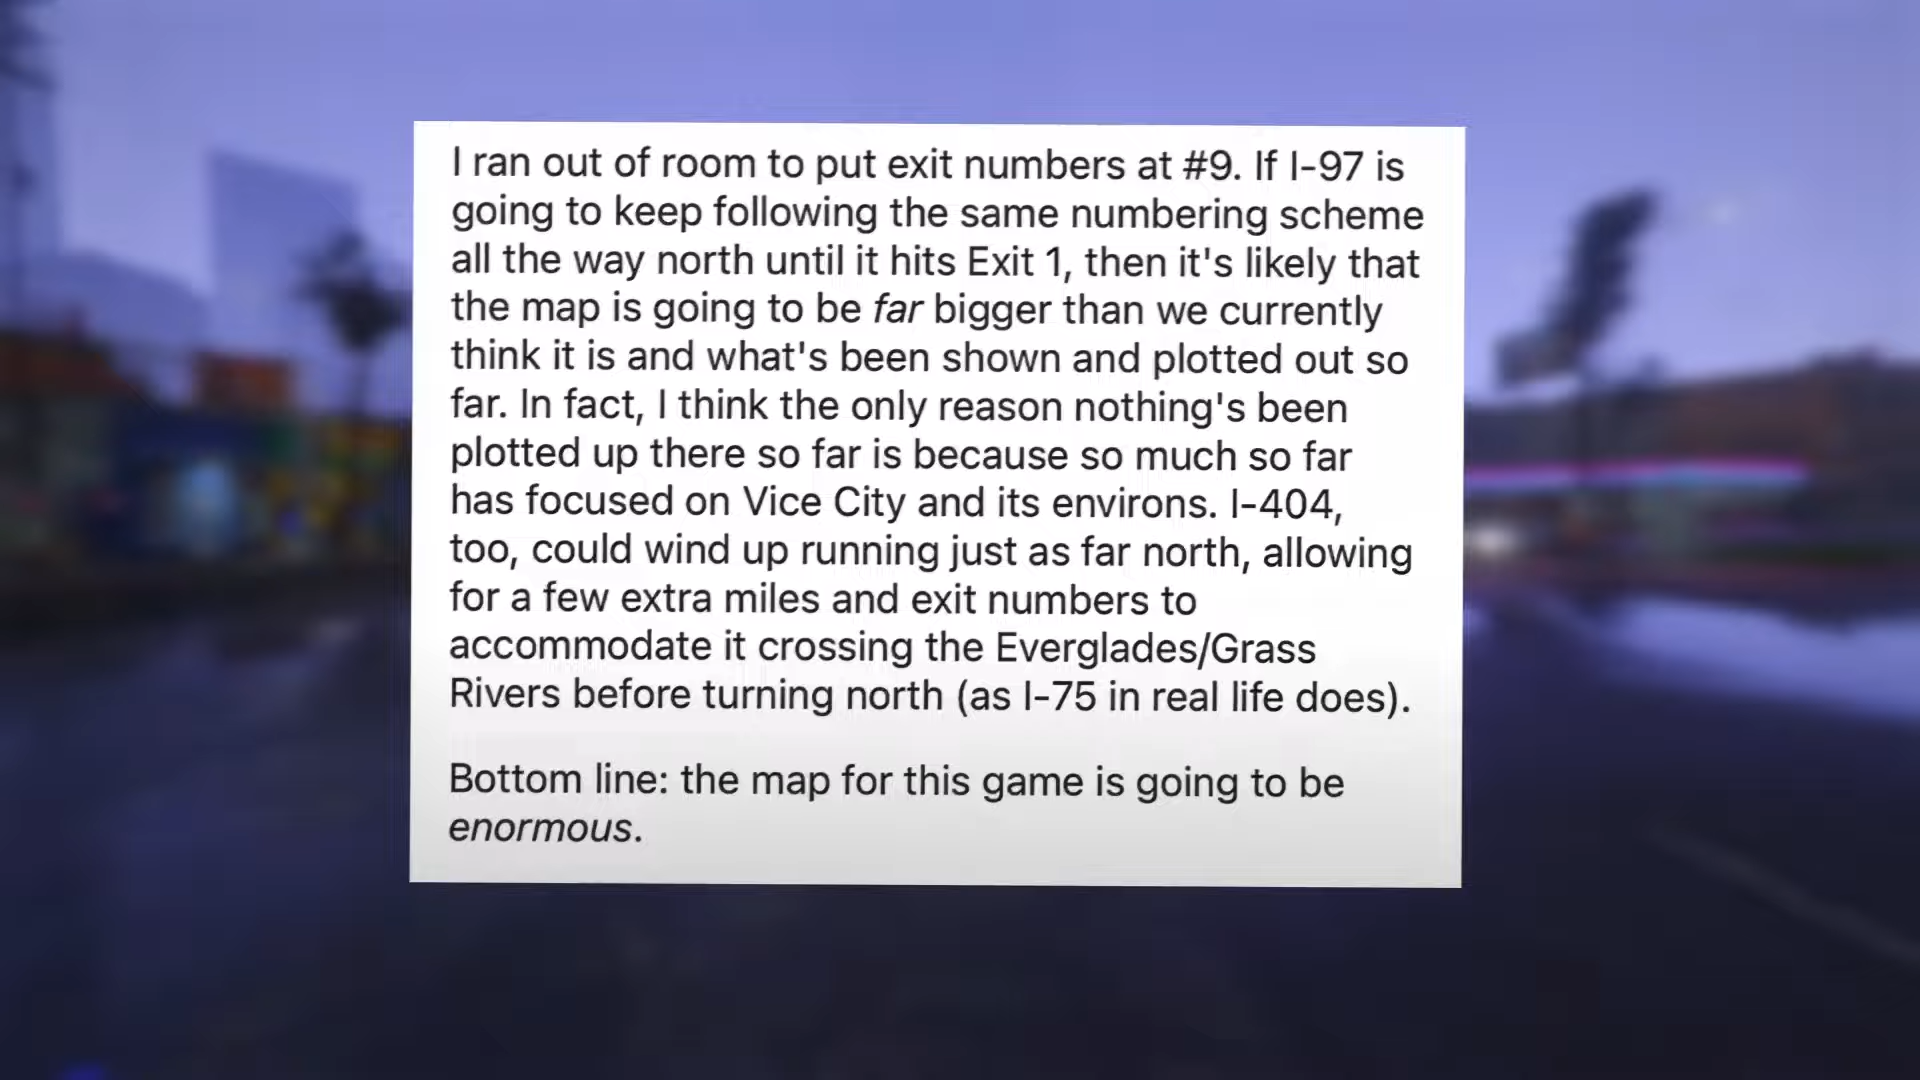 I ran out of room to put exit numbers at #9. If I-97 is
going to keep following the same numbering scheme
all the way north until it hits Exit 1, then it's likely that
the map is going to be far bigger than we currently
think it is and what's been shown and plotted out so
far. In fact, I think the only reason nothing's been
plotted up there so far is because so much so far
has focused on Vice City and its environs. I-404,
too, could wind up running just as far north, allowing
for a few extra miles and exit numbers to
accommodate it crossing the Everglades/Grass
Rivers before turning north (as I-75 in real life does).
Bottom line: the map for this game is going to be
enormous.